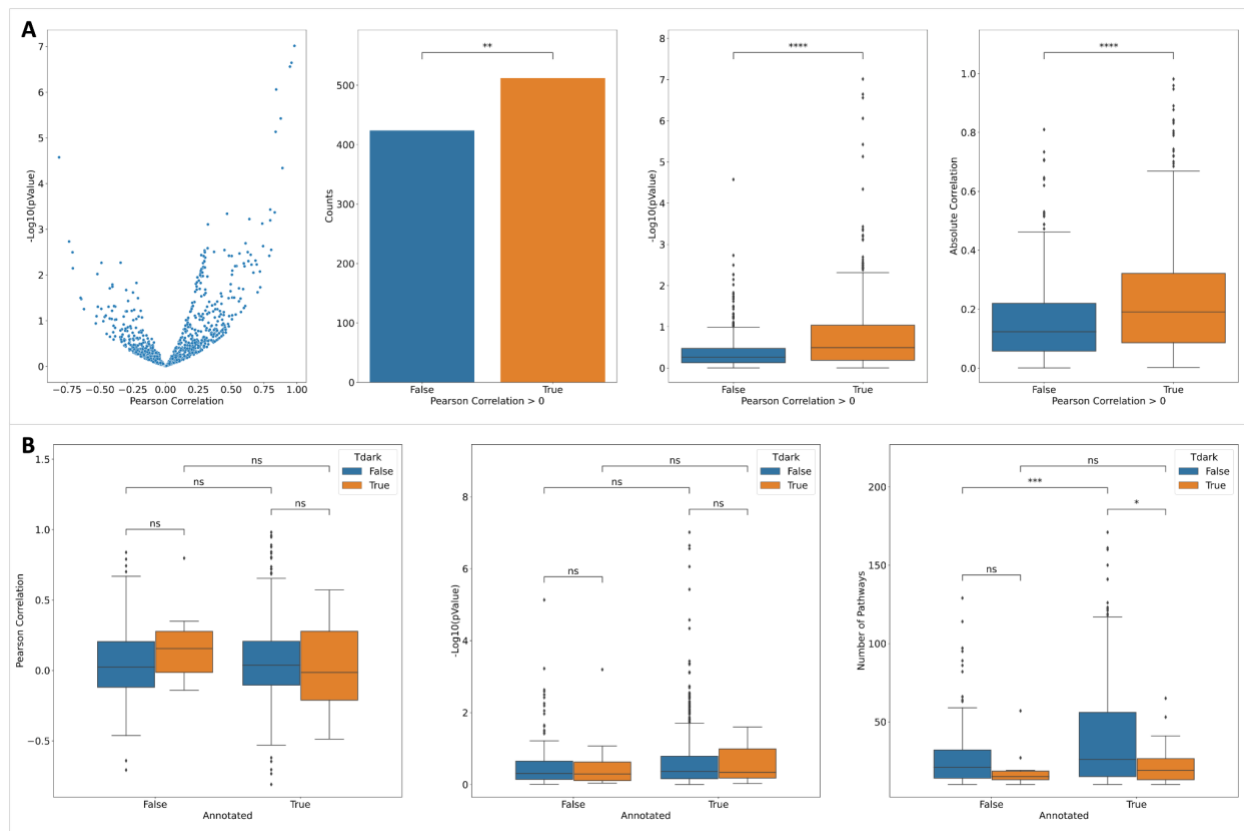 A
7
6
5
4
3
2
1
0
-Log10(pValue)
−0.75 −0.50 −0.25 0.00 0.25 0.50 0.75 1.00
Pearson Correlation
**
500
400
300
200
100
0
Counts
False True
Pearson Correlation > 0
****
8
7
6
5
4
3
2
1
0
-Log10(pValue)
False True
Pearson Correlation > 0
****
1.0
0.8
0.6
0.4
0.2
0.0
Absolute Correlation
False True
Pearson Correlation > 0
B
1.5
1.0
0.5
0.0
−0.5
Pearson Correlation
Tdark
False
True
ns
ns
ns
ns
False True
Annotated
8
6
4
2
0
-Log10(pValue)
Tdark
False
True
ns
ns
ns
ns
False True
Annotated
200
150
100
50
Number of Pathways
Tdark
False
True
ns
***
*
ns
False True
Annotated